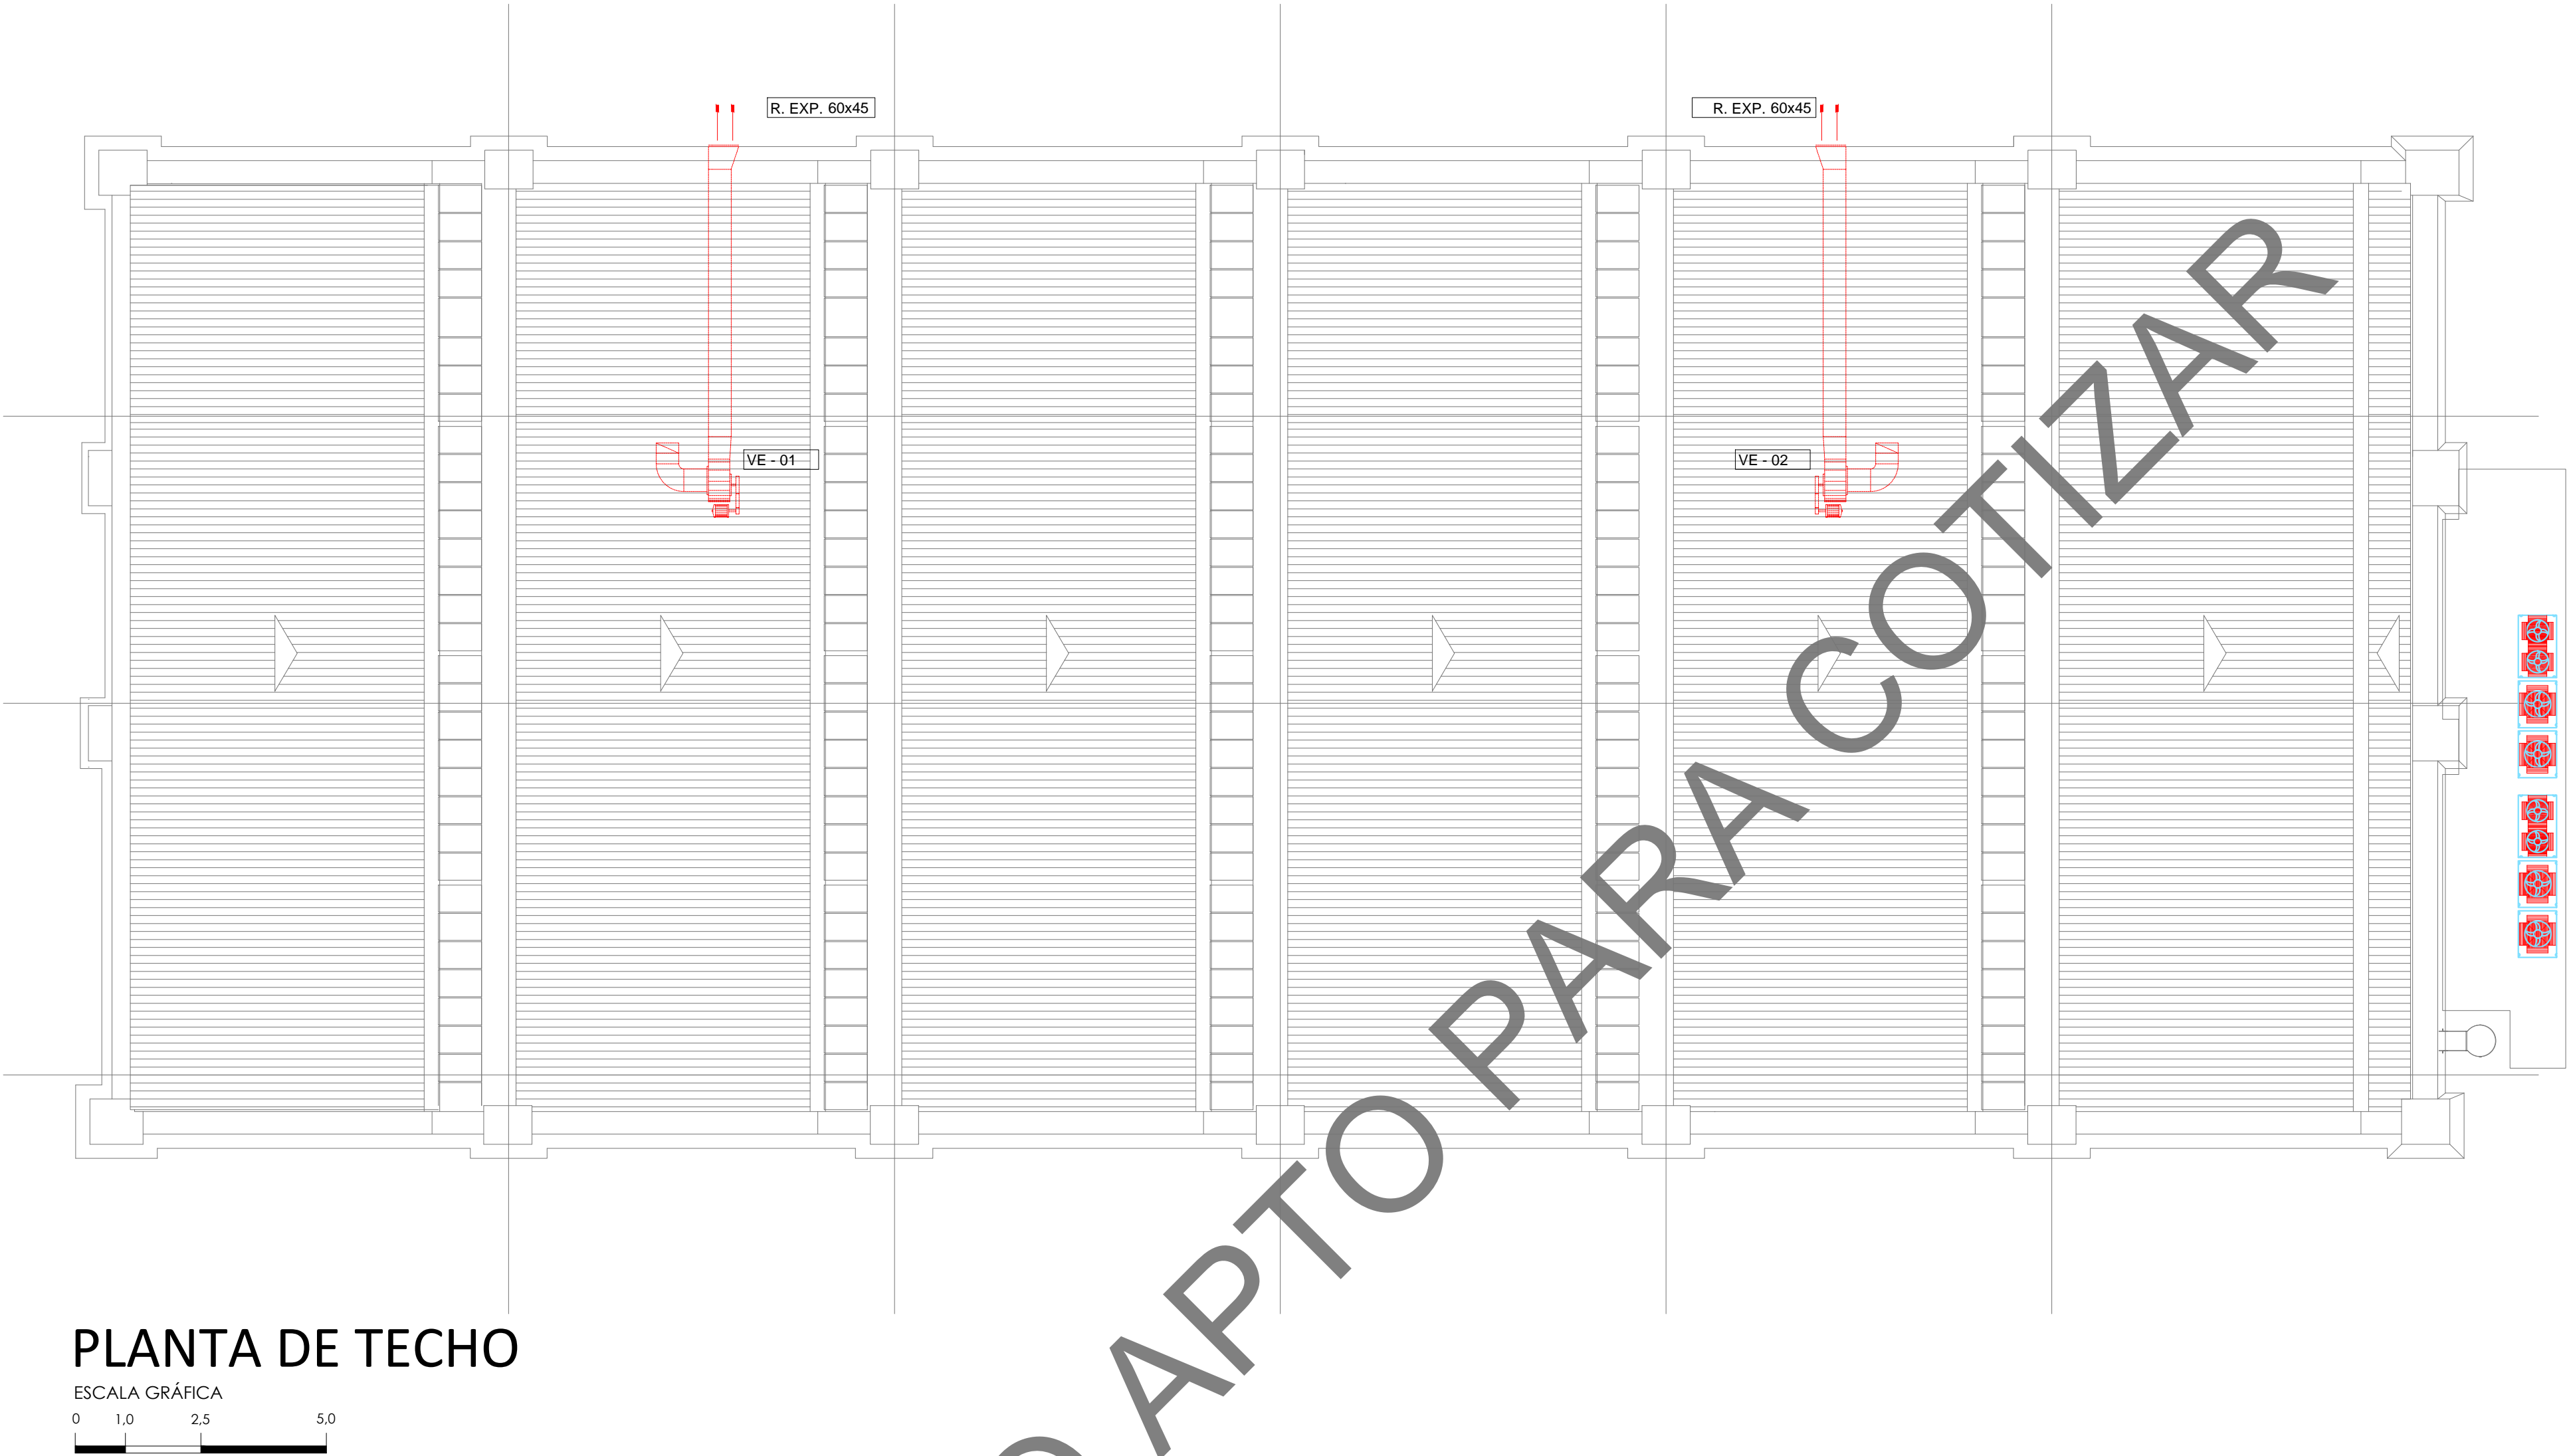 R. EXP. 60x45
R. EXP. 60x45
VE - 01
VE - 02
APTO PARA COTIZAR
PLANTA DE TECHO
ESCALA GRÁFICA
0 1,0 2,5 5,0